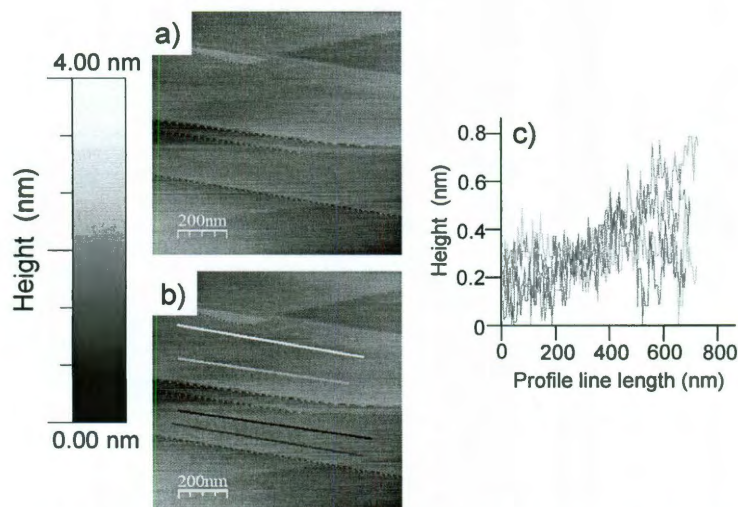 a)
4.00 nm
Height (nm)
0.00 nm
200nm
b)
200nm
c)
Height (nm)
0.8
0.6
0.4
0.2
0
0 200 400 600 800
Profile line length (nm)